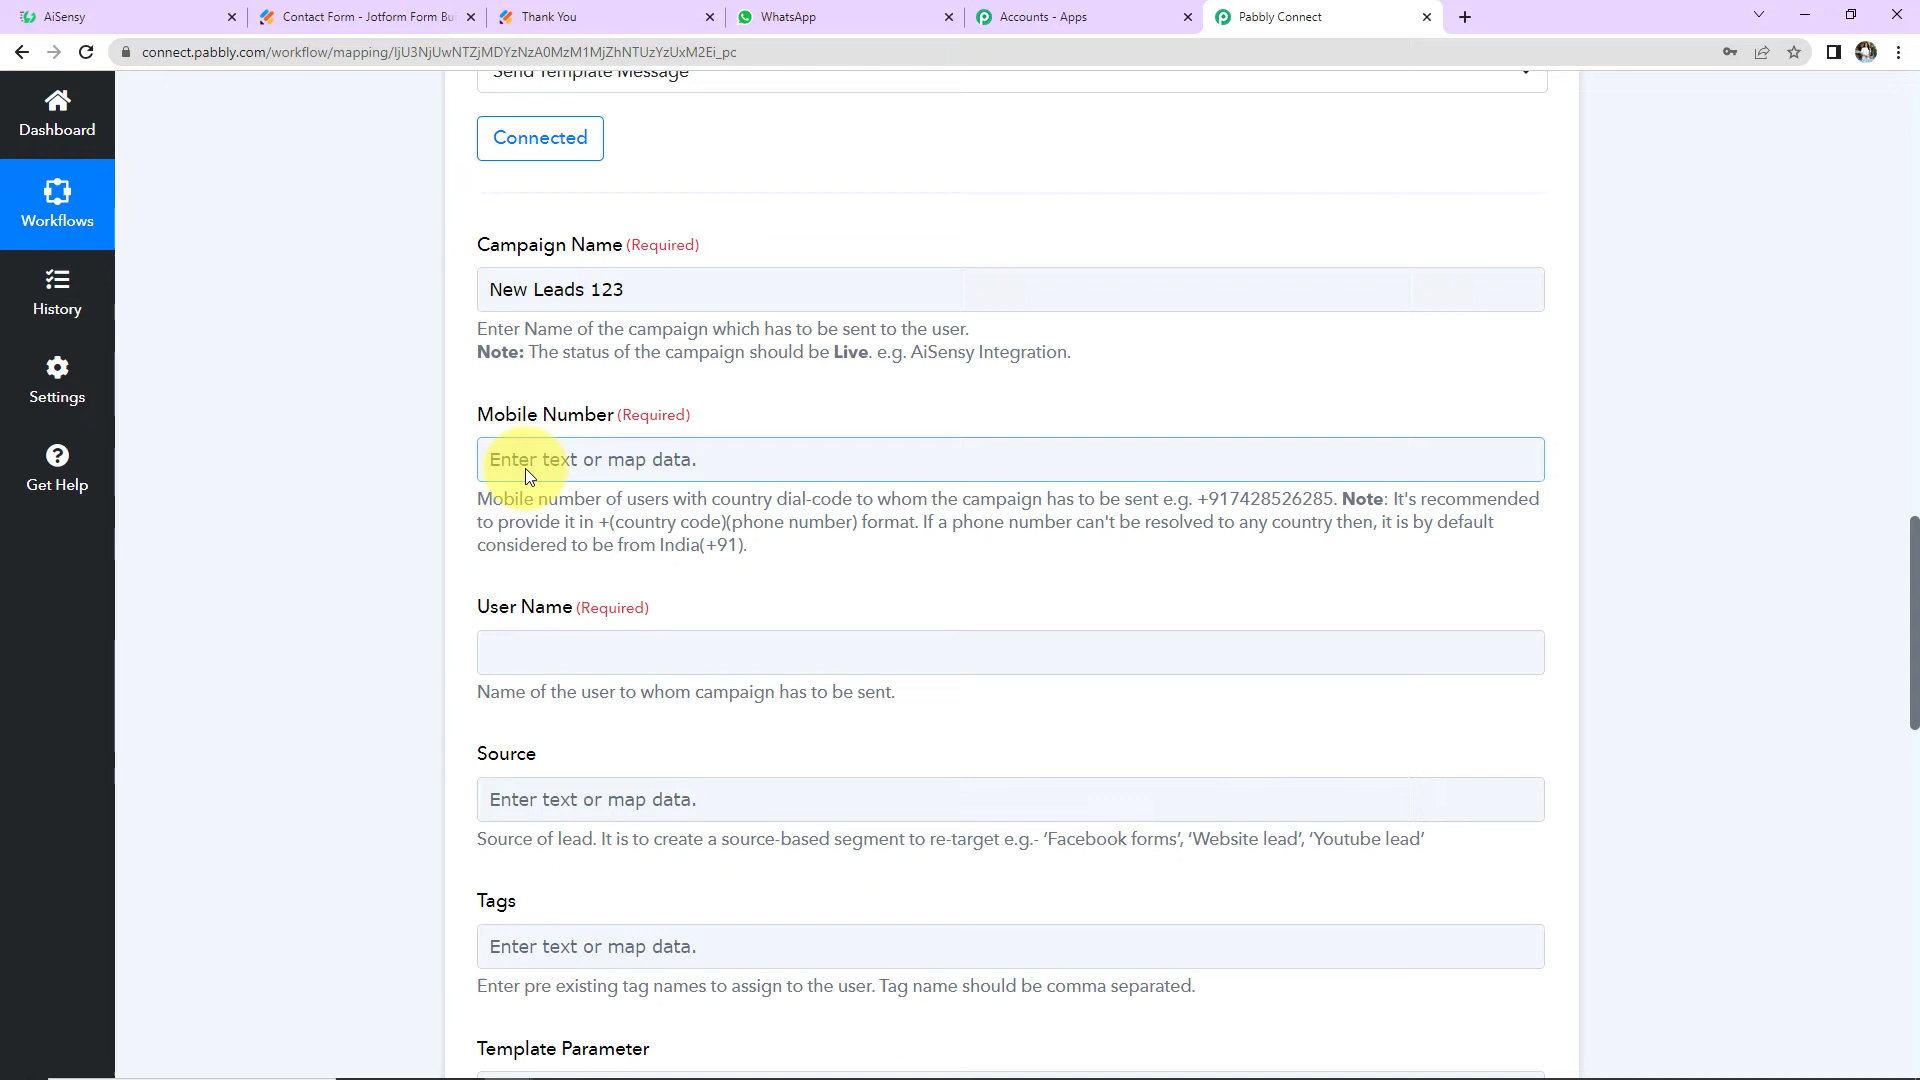 AiSensy
Contact Form - Jotform Form Bu
Thank You
WhatsApp
Accounts - Apps
Pabbly Connect
connect.pabbly.com/workflow/mapping/IjU3NjUwNTZjMDYzNzA0MzM1MjZhNTUzYzUxM2Ei_pc
Dashboard
Workflows
History
Settings
Get Help
Send Template Message
Connected
Campaign Name (Required)
New Leads 123
Enter Name of the campaign which has to be sent to the user.
Note: The status of the campaign should be Live. e.g. AiSensy Integration.
Mobile Number (Required)
Enter text or map data.
Mobile number of users with country dial-code to whom the campaign has to be sent e.g. +917428526285. Note: It's recommended
to provide it in +(country code)(phone number) format. If a phone number can't be resolved to any country then, it is by default
considered to be from India(+91).
User Name (Required)
Name of the user to whom campaign has to be sent.
Source
Enter text or map data.
Source of lead. It is to create a source-based segment to re-target e.g.- ‘Facebook forms’, ‘Website lead’, ‘Youtube lead’
Tags
Enter text or map data.
Enter pre existing tag names to assign to the user. Tag name should be comma separated.
Template Parameter